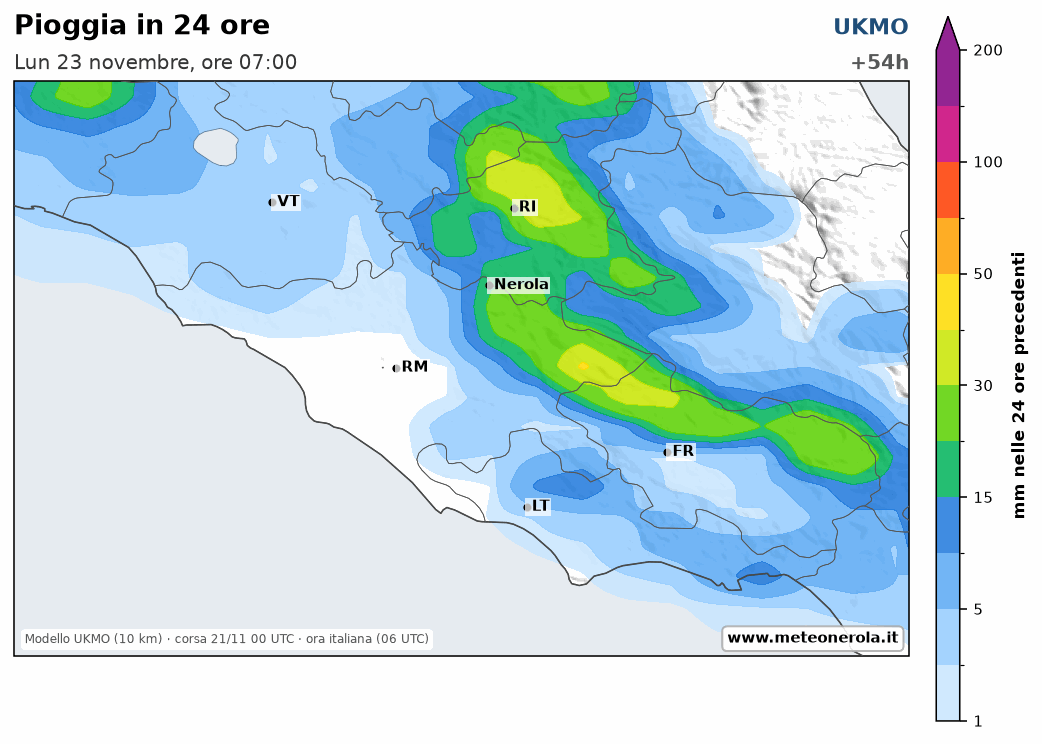 Pioggia in 24 ore
UKMO
Lun 23 novembre, ore 07:00
+54h
VT
RI
Nerola
RM
FR
LT
200
100
50
30
15
5
1
mm nelle 24 ore precedenti
Modello UKMO (10 km) · corsa 21/11 00 UTC · ora italiana (06 UTC)
www.meteonerola.it